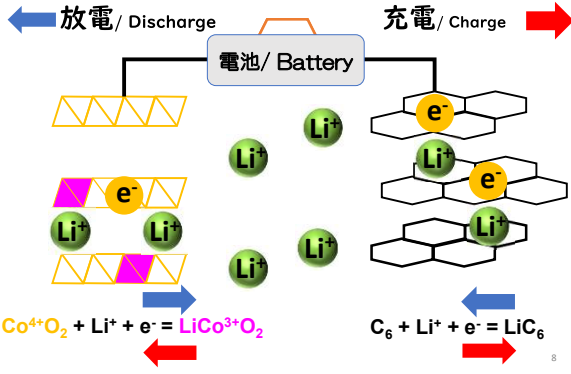 放電/ Discharge
充電/ Charge
電池/ Battery
e-
Li+
Li+
Li+
e-
e-
Li+
Li+
Li+
Li+
Li+
Co⁴⁺O₂ + Li⁺ + e⁻ = LiCo³⁺O₂
C₆ + Li⁺ + e⁻ = LiC₆
8